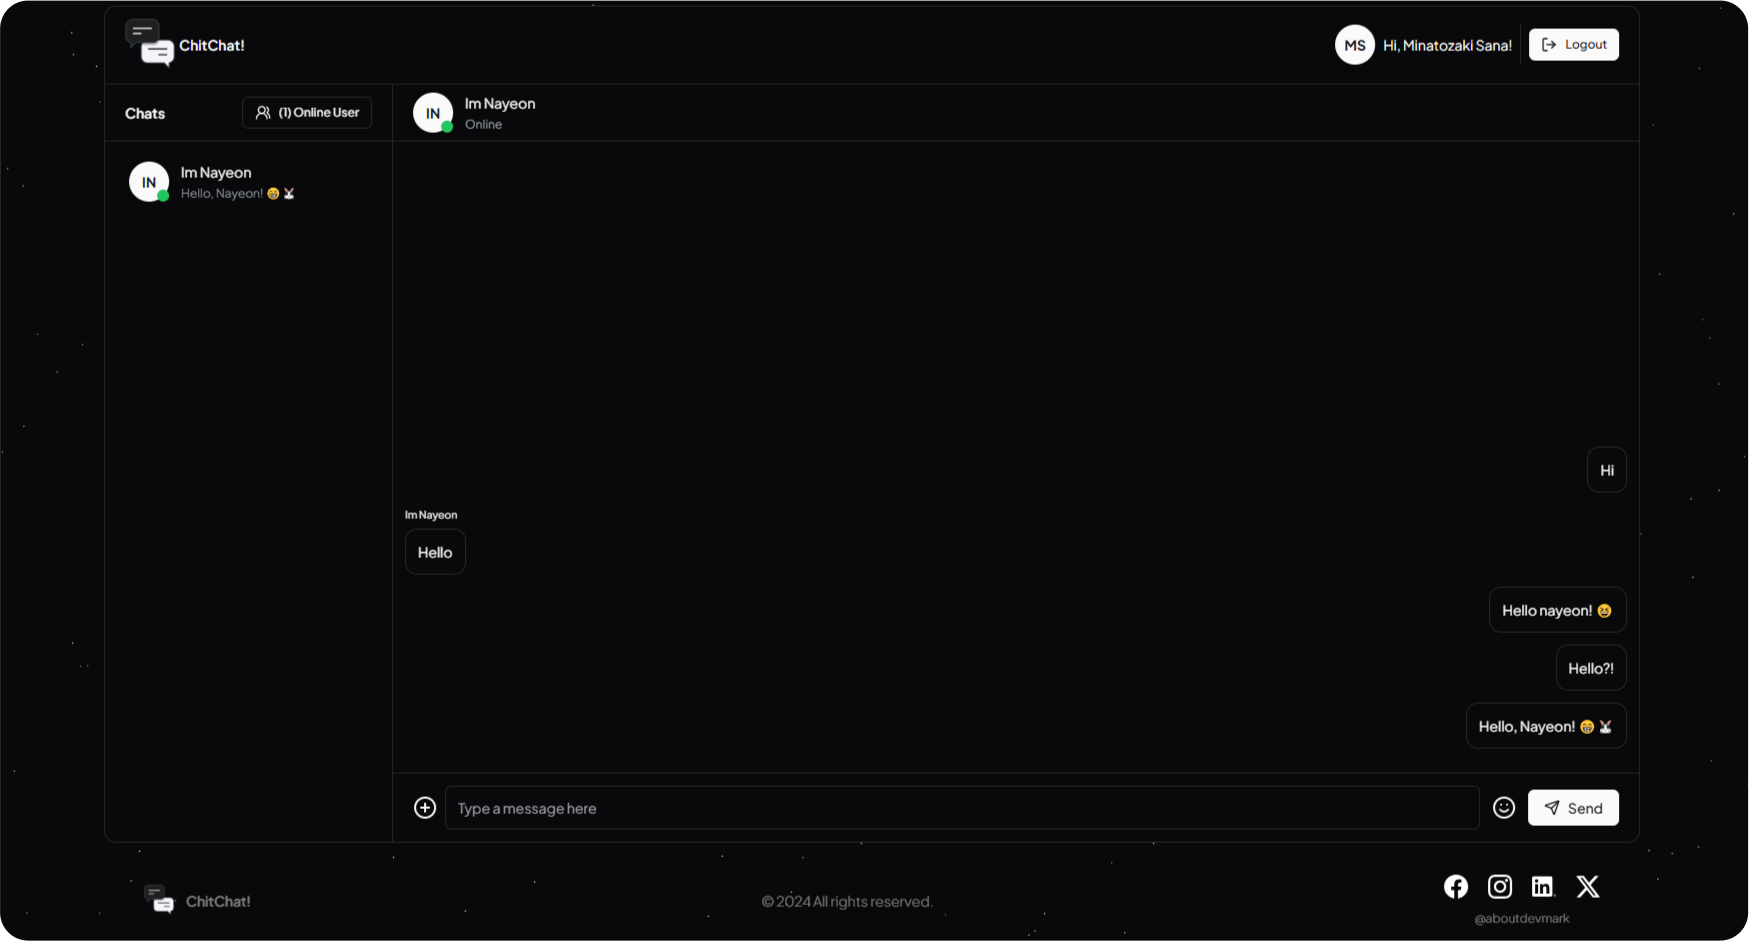 ChitChat!
MS Hi, Minatozaki Sana! Logout
Chats
(1) Online User
IN
Im Nayeon
Online
IN
Im Nayeon
Hello, Nayeon! 😁 🐰
Hi
Im Nayeon
Hello
Hello nayeon! 😆
Hello?!
Hello, Nayeon! 😁 🐰
Type a message here
Send
ChitChat!
© 2024 All rights reserved.
@aboutdevmark